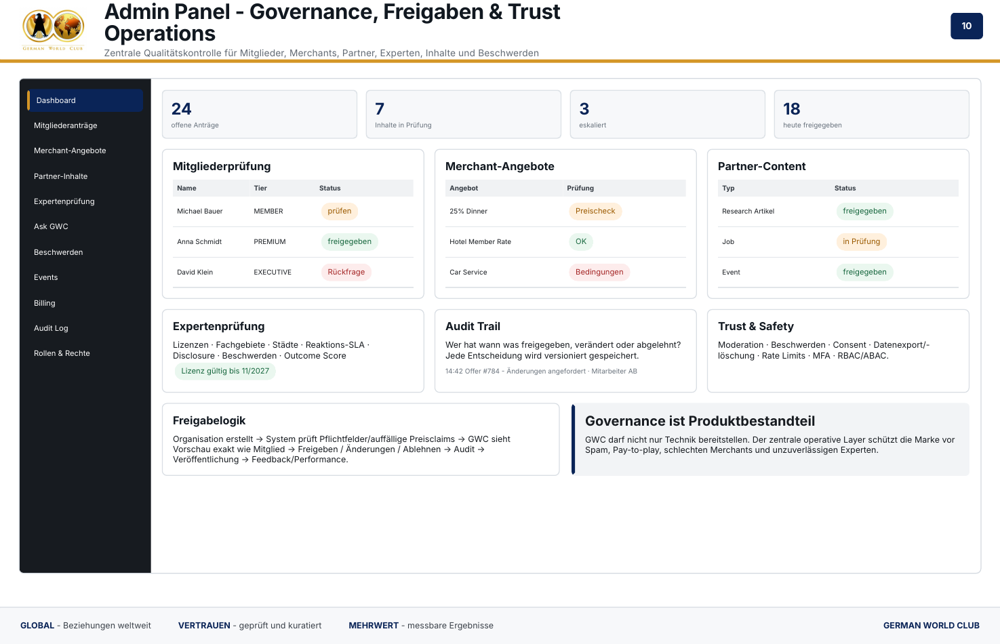 GERMAN WORLD CLUB
Admin Panel - Governance, Freigaben & Trust
Operations
Zentrale Qualitätskontrolle für Mitglieder, Merchants, Partner, Experten, Inhalte und Beschwerden
10
Dashboard
Mitgliederanträge
Merchant-Angebote
Partner-Inhalte
Expertenprüfung
Ask GWC
Beschwerden
Events
Billing
Audit Log
Rollen & Rechte
24
offene Anträge
7
Inhalte in Prüfung
3
eskaliert
18
heute freigegeben
Mitgliederprüfung
Name Tier Status
Michael Bauer MEMBER prüfen
Anna Schmidt PREMIUM freigegeben
David Klein EXECUTIVE Rückfrage
Merchant-Angebote
Angebot Prüfung
25% Dinner Preischeck
Hotel Member Rate OK
Car Service Bedingungen
Partner-Content
Typ Status
Research Artikel freigegeben
Job in Prüfung
Event freigegeben
Expertenprüfung
Lizenzen · Fachgebiete · Städte · Reaktions-SLA ·
Disclosure · Beschwerden · Outcome Score
Lizenz gültig bis 11/2027
Audit Trail
Wer hat wann was freigegeben, verändert oder abgelehnt?
Jede Entscheidung wird versioniert gespeichert.
14:42 Offer #784 - Änderungen angefordert · Mitarbeiter AB
Trust & Safety
Moderation · Beschwerden · Consent · Datenexport/-
löschung · Rate Limits · MFA · RBAC/ABAC.
Freigabelogik
Organisation erstellt → System prüft Pflichtfelder/auffällige Preisclaims → GWC sieht
Vorschau exakt wie Mitglied → Freigeben / Änderungen / Ablehnen → Audit →
Veröffentlichung → Feedback/Performance.
Governance ist Produktbestandteil
GWC darf nicht nur Technik bereitstellen. Der zentrale operative Layer schützt die Marke vor
Spam, Pay-to-play, schlechten Merchants und unzuverlässigen Experten.
GLOBAL - Beziehungen weltweit
VERTRAUEN - geprüft und kuratiert
MEHRWERT - messbare Ergebnisse
GERMAN WORLD CLUB